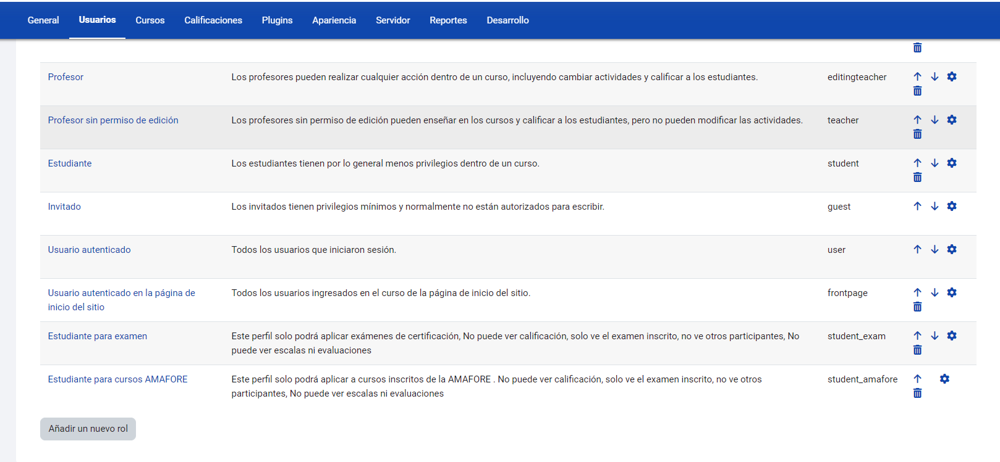 General Usuarios Cursos Calificaciones Plugins Apariencia Servidor Reportes Desarrollo
Profesor Los profesores pueden realizar cualquier acción dentro de un curso, incluyendo cambiar actividades y calificar a los estudiantes. editingteacher
Profesor sin permiso de edición Los profesores sin permiso de edición pueden enseñar en los cursos y calificar a los estudiantes, pero no pueden modificar las actividades. teacher
Estudiante Los estudiantes tienen por lo general menos privilegios dentro de un curso. student
Invitado Los invitados tienen privilegios mínimos y normalmente no están autorizados para escribir. guest
Usuario autenticado Todos los usuarios que iniciaron sesión. user
Usuario autenticado en la página de
inicio del sitio
Todos los usuarios ingresados en el curso de la página de inicio del sitio. frontpage
Estudiante para examen
Este perfil solo podrá aplicar exámenes de certificación, No puede ver calificación, solo ve el examen inscrito, no ve otros participantes, No
puede ver escalas ni evaluaciones
student_exam
Estudiante para cursos AMAFORE
Este perfil solo podrá aplicar a cursos inscritos de la AMAFORE . No puede ver calificación, solo ve el examen inscrito, no ve otros
participantes, No puede ver escalas ni evaluaciones
student_amafore
Añadir un nuevo rol